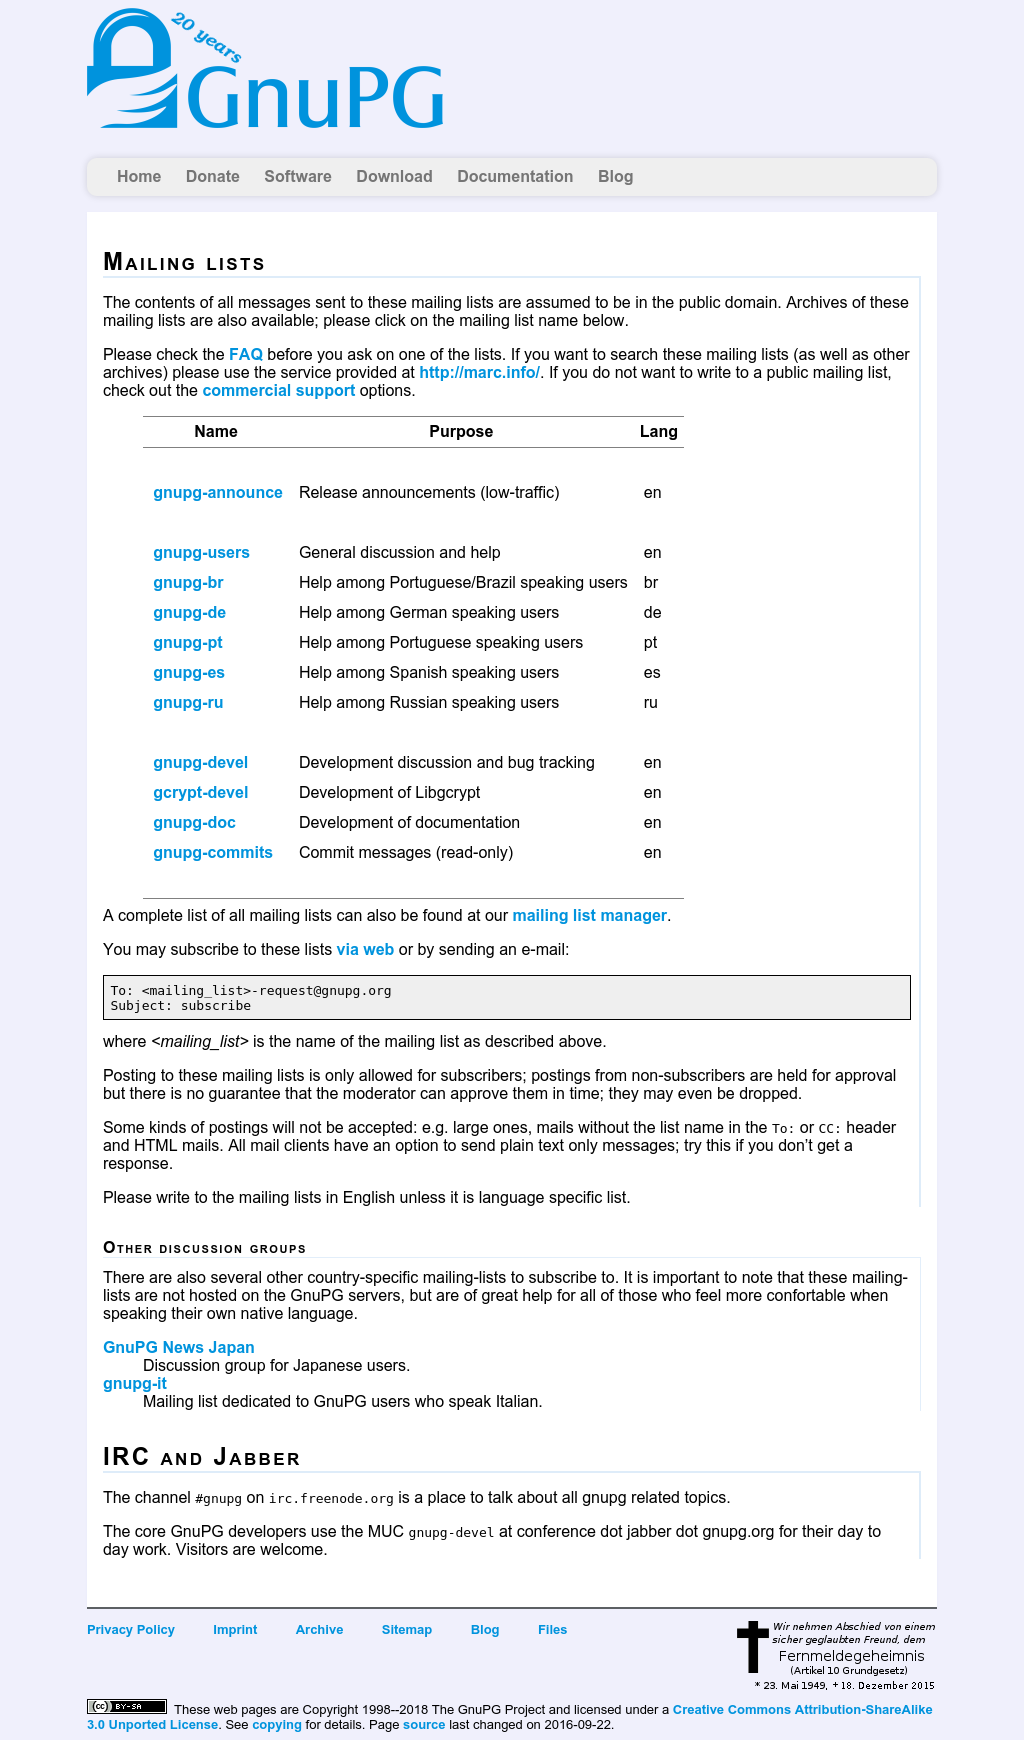 20 years
GnuPG
Home Donate Software Download Documentation Blog
Mailing lists
The contents of all messages sent to these mailing lists are assumed to be in the public domain. Archives of these
mailing lists are also available; please click on the mailing list name below.
Please check the FAQ before you ask on one of the lists. If you want to search these mailing lists (as well as other
archives) please use the service provided at http://marc.info/. If you do not want to write to a public mailing list,
check out the commercial support options.
Name Purpose Lang
gnupg-announce Release announcements (low-traffic) en
gnupg-users General discussion and help en
gnupg-br Help among Portuguese/Brazil speaking users br
gnupg-de Help among German speaking users de
gnupg-pt Help among Portuguese speaking users pt
gnupg-es Help among Spanish speaking users es
gnupg-ru Help among Russian speaking users ru
gnupg-devel Development discussion and bug tracking en
gcrypt-devel Development of Libgcrypt en
gnupg-doc Development of documentation en
gnupg-commits Commit messages (read-only) en
A complete list of all mailing lists can also be found at our mailing list manager.
You may subscribe to these lists via web or by sending an e-mail:
To: <mailing_list>-request@gnupg.org
Subject: subscribe
where <mailing_list> is the name of the mailing list as described above.
Posting to these mailing lists is only allowed for subscribers; postings from non-subscribers are held for approval
but there is no guarantee that the moderator can approve them in time; they may even be dropped.
Some kinds of postings will not be accepted: e.g. large ones, mails without the list name in the To: or CC: header
and HTML mails. All mail clients have an option to send plain text only messages; try this if you don't get a
response.
Please write to the mailing lists in English unless it is language specific list.
Other discussion groups
There are also several other country-specific mailing-lists to subscribe to. It is important to note that these mailing-
lists are not hosted on the GnuPG servers, but are of great help for all of those who feel more confortable when
speaking their own native language.
GnuPG News Japan
Discussion group for Japanese users.
gnupg-it
Mailing list dedicated to GnuPG users who speak Italian.
IRC and Jabber
The channel #gnupg on irc.freenode.org is a place to talk about all gnupg related topics.
The core GnuPG developers use the MUC gnupg-devel at conference dot jabber dot gnupg.org for their day to
day work. Visitors are welcome.
Privacy Policy Imprint Archive Sitemap Blog Files
Wir nehmen Abschied von einem
sicher geglaubten Freund, dem
Fernmeldegeheimnis
(Artikel 10 Grundgesetz)
* 23. Mai 1949, + 18. Dezember 2015
(cc) BY-SA These web pages are Copyright 1998--2018 The GnuPG Project and licensed under a Creative Commons Attribution-ShareAlike
3.0 Unported License. See copying for details. Page source last changed on 2016-09-22.